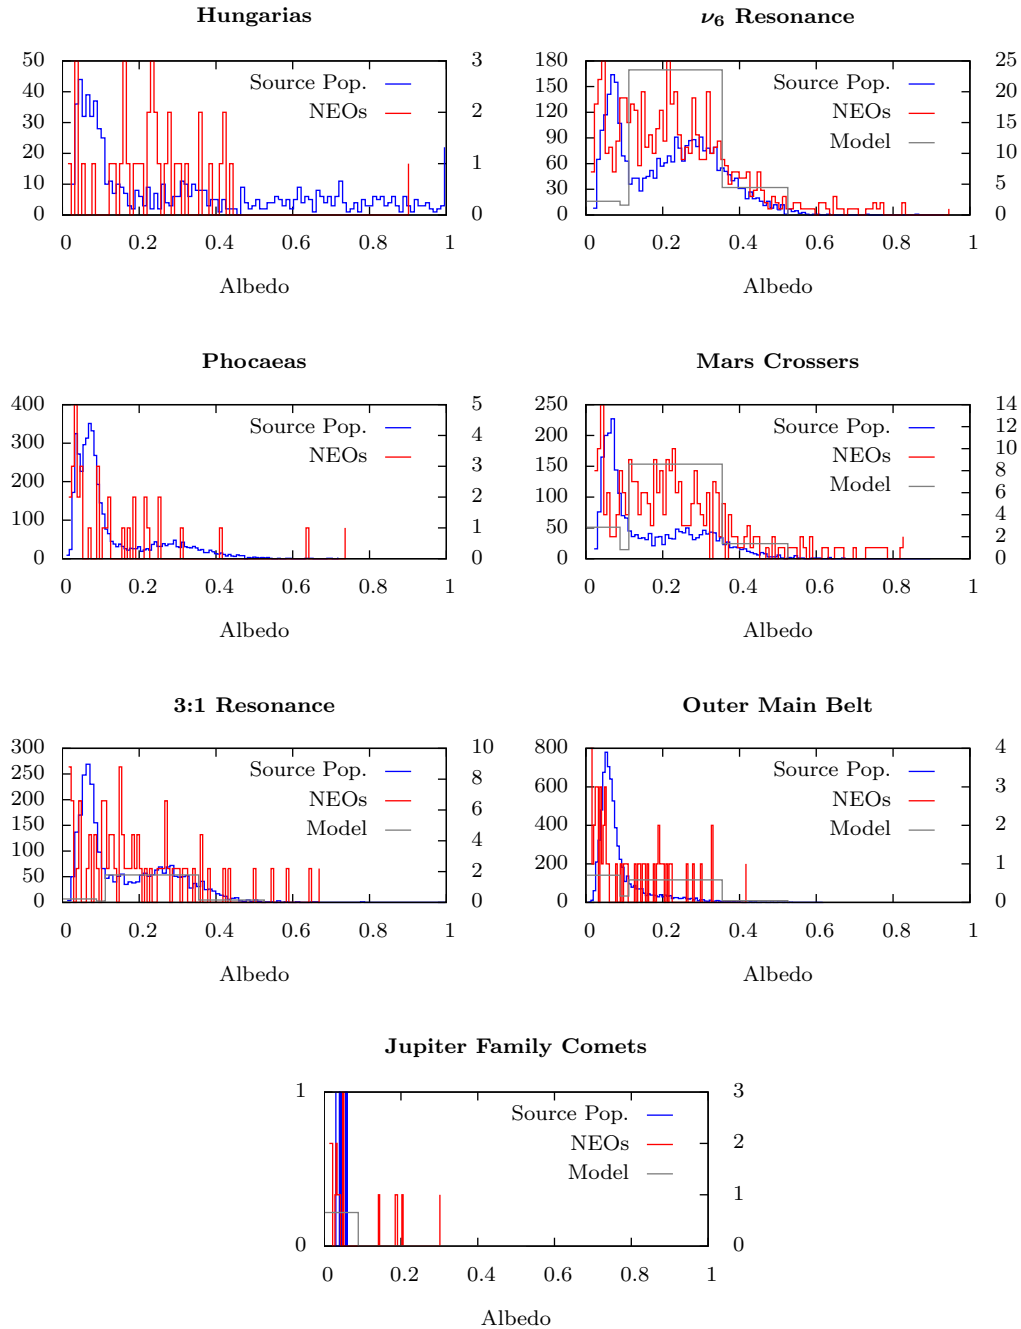 Hungarias
50
40
30
20
10
0
3
2
1
0
Source Pop.
NEOs
0 0.2 0.4 0.6 0.8 1
Albedo
ν6 Resonance
180
150
120
90
60
30
0
25
20
15
10
5
0
Source Pop.
NEOs
Model
0 0.2 0.4 0.6 0.8 1
Albedo
Phocaeas
400
300
200
100
0
5
4
3
2
1
0
Source Pop.
NEOs
0 0.2 0.4 0.6 0.8 1
Albedo
Mars Crossers
250
200
150
100
50
0
14
12
10
8
6
4
2
0
Source Pop.
NEOs
Model
0 0.2 0.4 0.6 0.8 1
Albedo
3:1 Resonance
300
250
200
150
100
50
0
10
8
6
4
2
0
Source Pop.
NEOs
Model
0 0.2 0.4 0.6 0.8 1
Albedo
Outer Main Belt
800
600
400
200
0
4
3
2
1
0
Source Pop.
NEOs
Model
0 0.2 0.4 0.6 0.8 1
Albedo
Jupiter Family Comets
1
0
3
2
1
0
Source Pop.
NEOs
Model
0 0.2 0.4 0.6 0.8 1
Albedo